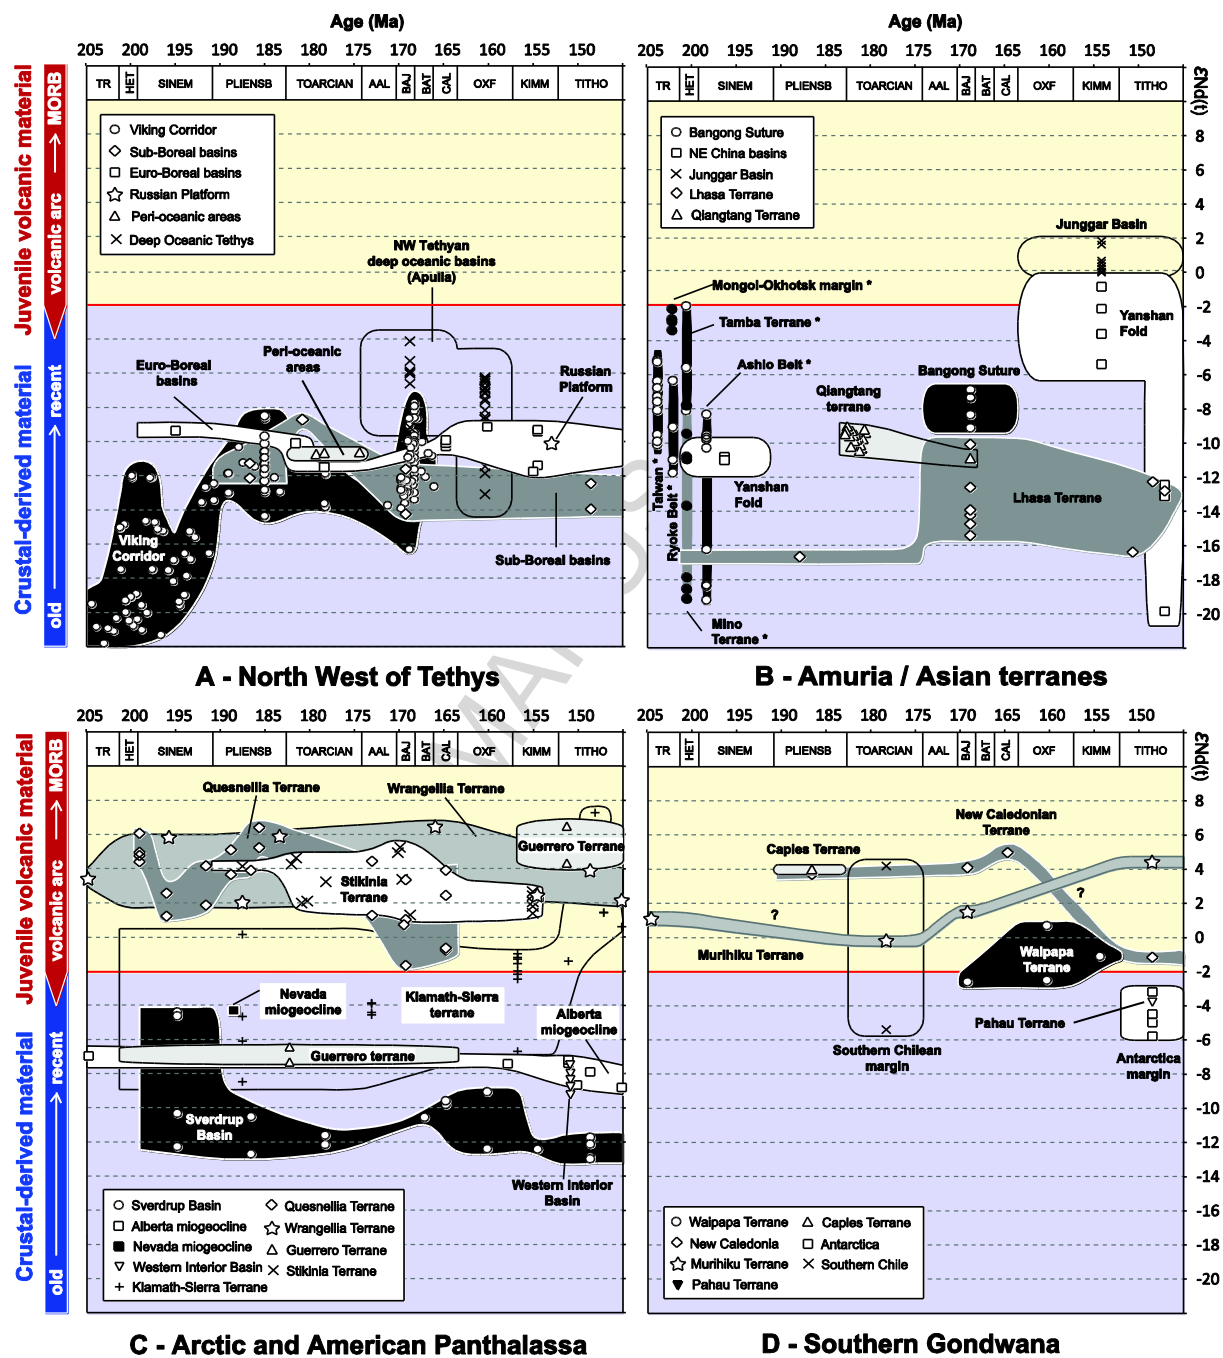 Age (Ma)
205 200 195 190 185 180 175 170 165 160 155 150
TR HET SINEM PLIENSB TOARCIAN AAL BAJ BAT CAL OXF KIMM TITHO
Juvenile volcanic material
Crustal-derived material
MORB
volcanic arc
recent
old
Viking Corridor
Sub-Boreal basins
Euro-Boreal basins
Russian Platform
Peri-oceanic areas
Deep Oceanic Tethys
NW Tethyan
deep oceanic basins
(Apulia)
Euro-Boreal
basins
Peri-oceanic
areas
Russian
Platform
Viking
Corridor
Sub-Boreal basins
A - North West of Tethys
Age (Ma)
205 200 195 190 185 180 175 170 165 160 155 150
TR HET SINEM PLIENSB TOARCIAN AAL BAJ BAT CAL OXF KIMM TITHO
εNd(t)
8
6
4
2
0
-2
-4
-6
-8
-10
-12
-14
-16
-18
-20
Bangong Suture
NE China basins
Junggar Basin
Lhasa Terrane
Qiangtang Terrane
Junggar Basin
Mongol-Okhotsk margin *
Tamba Terrane *
Yanshan
Fold
Ashio Belt *
Bangong Suture
Qiangtang
terrane
Taiwan *
Ryoke Belt *
Yanshan
Fold
Lhasa Terrane
Mino
Terrane *
B - Amuria / Asian terranes
205 200 195 190 185 180 175 170 165 160 155 150
TR HET SINEM PLIENSB TOARCIAN AAL BAJ BAT CAL OXF KIMM TITHO
Juvenile volcanic material
Crustal-derived material
MORB
volcanic arc
recent
old
Quesnellia Terrane
Wrangellia Terrane
Guerrero Terrane
Stikinia
Terrane
Nevada
miogeocline
Klamath-Sierra
terrane
Alberta
miogeocline
Guerrero terrane
Sverdrup
Basin
Western Interior
Basin
Sverdrup Basin
Alberta miogeocline
Nevada miogeocline
Western Interior Basin
Klamath-Sierra Terrane
Quesnellia Terrane
Wrangellia Terrane
Guerrero Terrane
Stikinia Terrane
C - Arctic and American Panthalassa
205 200 195 190 185 180 175 170 165 160 155 150
TR HET SINEM PLIENSB TOARCIAN AAL BAJ BAT CAL OXF KIMM TITHO
εNd(t)
8
6
4
2
0
-2
-4
-6
-8
-10
-12
-14
-16
-18
-20
New Caledonian
Terrane
Caples Terrane
?
?
Murihiku Terrane
Waipapa
Terrane
Pahau Terrane
Southern Chilean
margin
Antarctica
margin
Waipapa Terrane
New Caledonia
Murihiku Terrane
Pahau Terrane
Caples Terrane
Antarctica
Southern Chile
D - Southern Gondwana